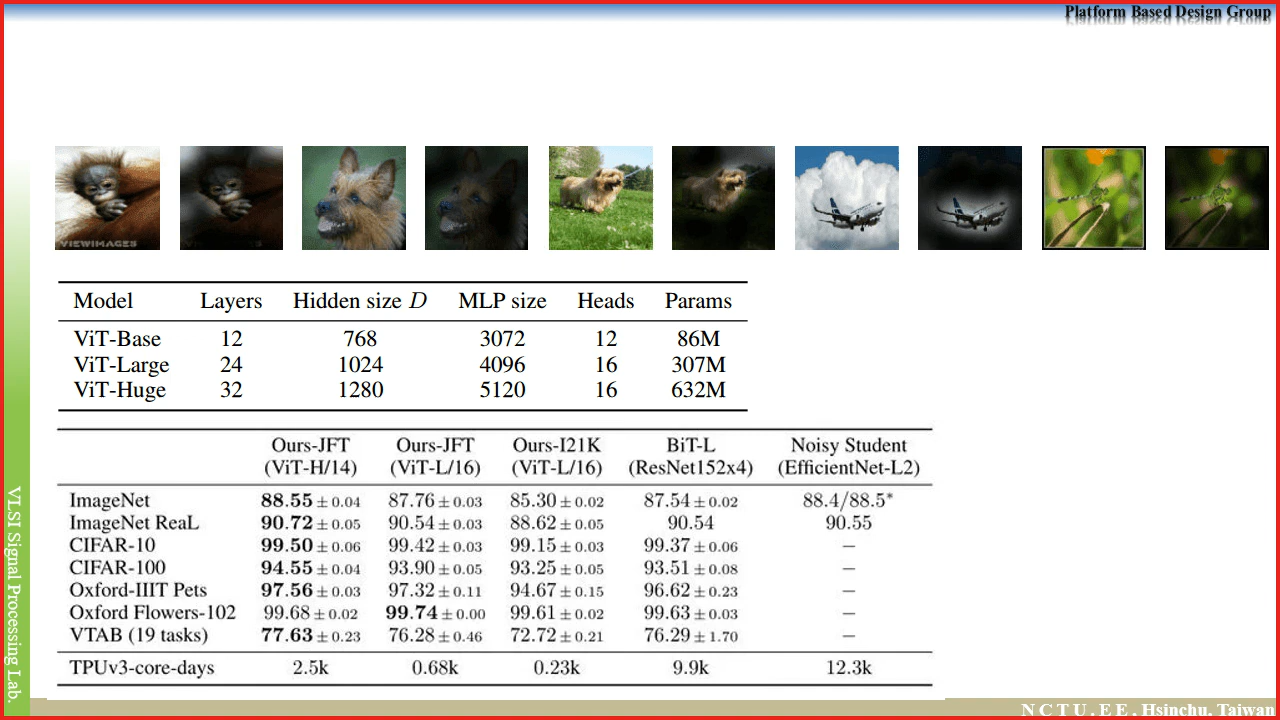 Platform Based Design Group
VIEWIMAGES
Model Layers Hidden size D MLP size Heads Params
ViT-Base 12 768 3072 12 86M
ViT-Large 24 1024 4096 16 307M
ViT-Huge 32 1280 5120 16 632M
Ours-JFT Ours-JFT Ours-I21K BiT-L Noisy Student
(ViT-H/14) (ViT-L/16) (ViT-L/16) (ResNet152x4) (EfficientNet-L2)
ImageNet 88.55 ± 0.04 87.76 ± 0.03 85.30 ± 0.02 87.54 ± 0.02 88.4/88.5*
ImageNet ReaL 90.72 ± 0.05 90.54 ± 0.03 88.62 ± 0.05 90.54 90.55
CIFAR-10 99.50 ± 0.06 99.42 ± 0.03 99.15 ± 0.03 99.37 ± 0.06 –
CIFAR-100 94.55 ± 0.04 93.90 ± 0.05 93.25 ± 0.05 93.51 ± 0.08 –
Oxford-IIIT Pets 97.56 ± 0.03 97.32 ± 0.11 94.67 ± 0.15 96.62 ± 0.23 –
Oxford Flowers-102 99.68 ± 0.02 99.74 ± 0.00 99.61 ± 0.02 99.63 ± 0.03 –
VTAB (19 tasks) 77.63 ± 0.23 76.28 ± 0.46 72.72 ± 0.21 76.29 ± 1.70 –
TPUv3-core-days 2.5k 0.68k 0.23k 9.9k 12.3k
VLSI Signal Processing Lab.
N C T U . E E , Hsinchu, Taiwan